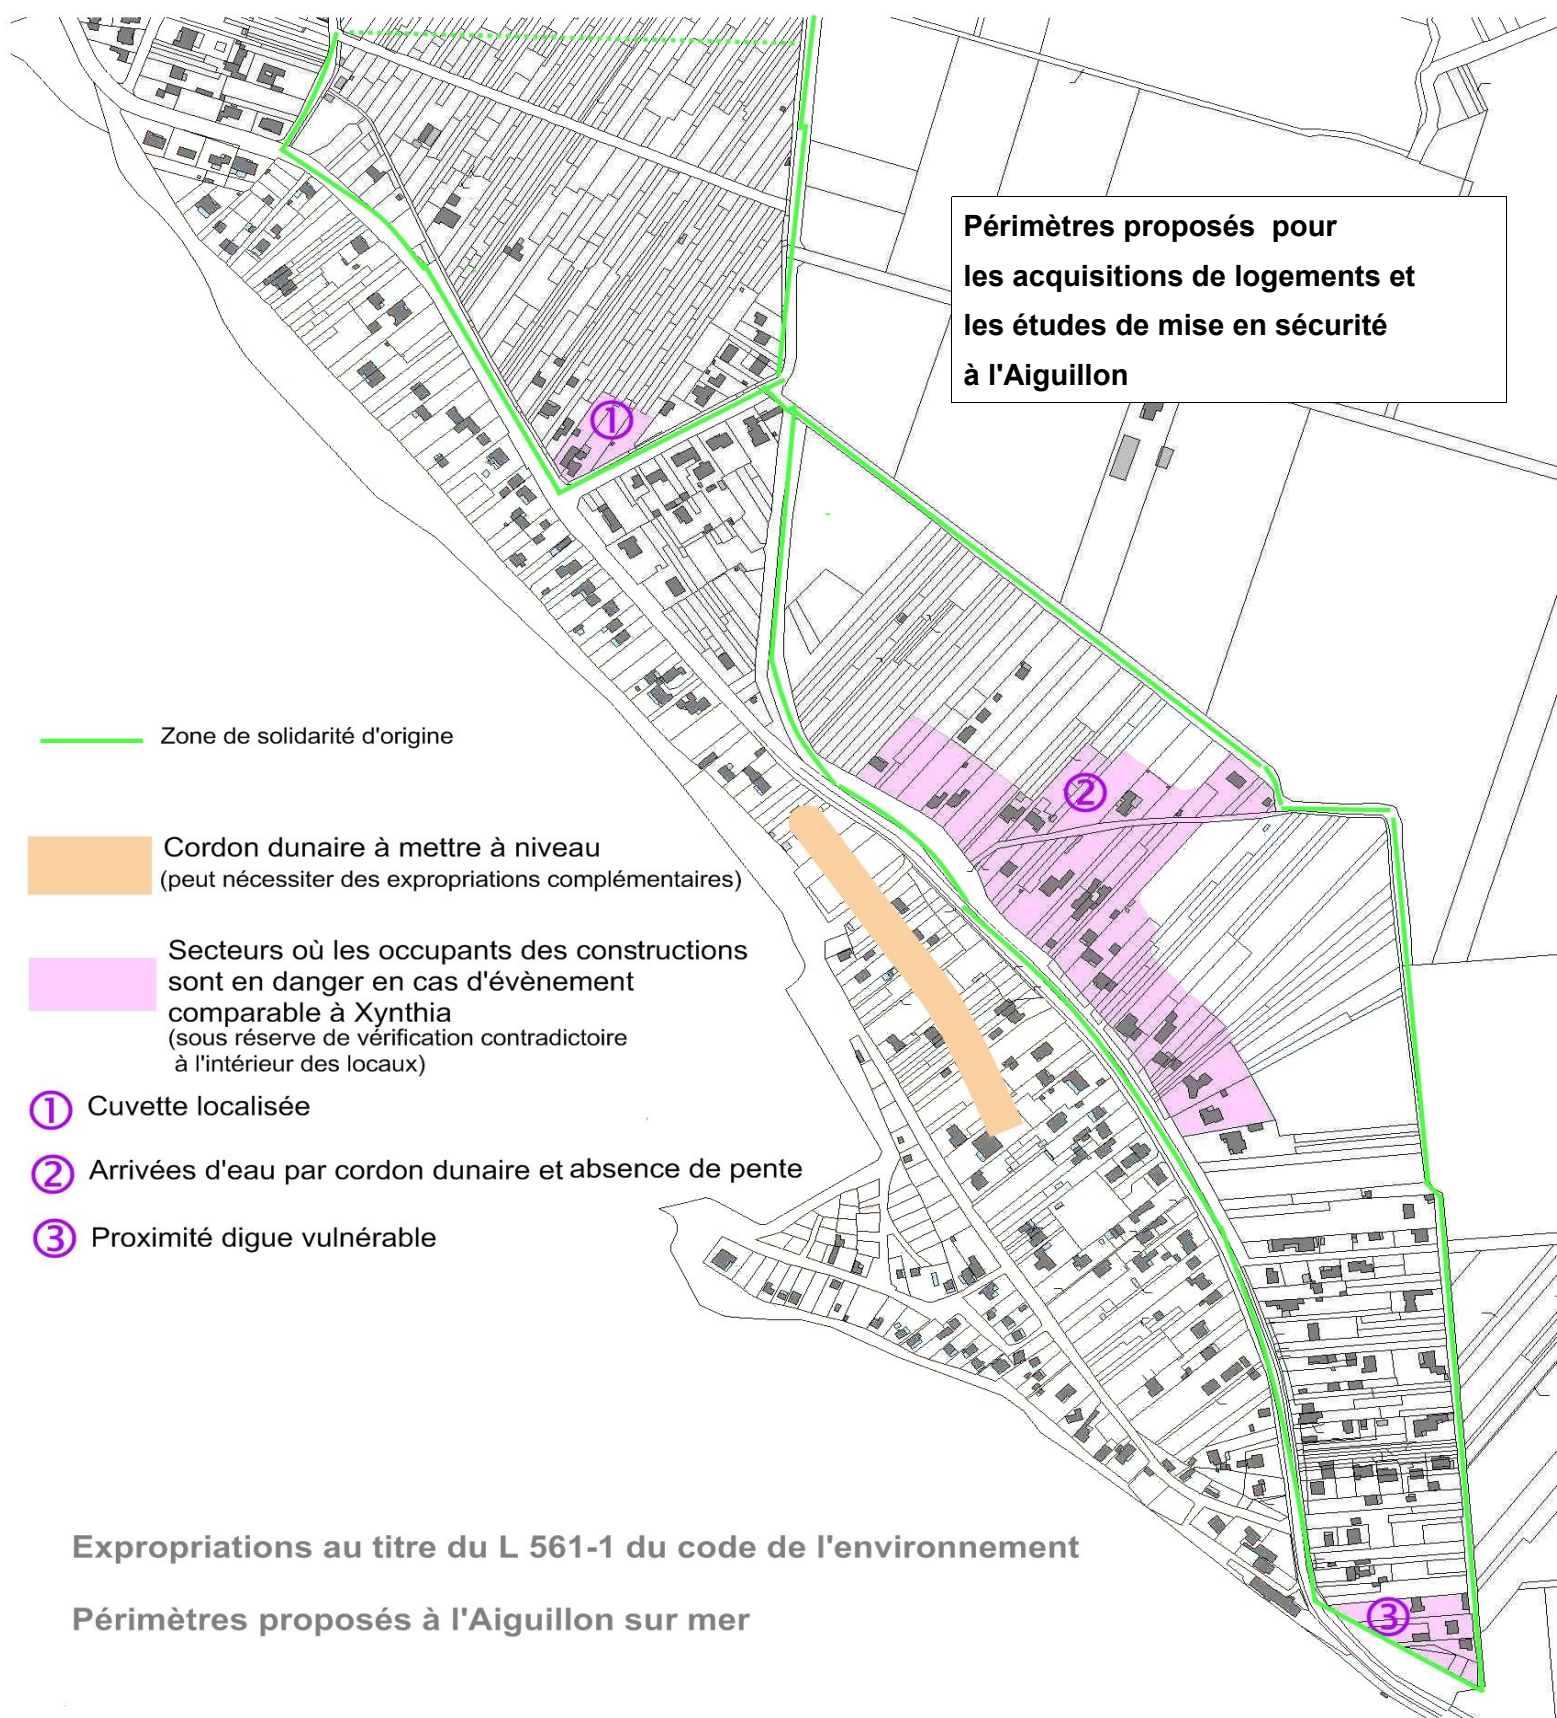 Périmètres proposés pour
les acquisitions de logements et
les études de mise en sécurité
à l'Aiguillon
①
②
Zone de solidarité d'origine
Cordon dunaire à mettre à niveau
(peut nécessiter des expropriations complémentaires)
Secteurs où les occupants des constructions
sont en danger en cas d'évènement
comparable à Xynthia
(sous réserve de vérification contradictoire
à l'intérieur des locaux)
① Cuvette localisée
② Arrivées d'eau par cordon dunaire et absence de pente
③ Proximité digue vulnérable
Expropriations au titre du L 561-1 du code de l'environnement
③
Périmètres proposés à l'Aiguillon sur mer